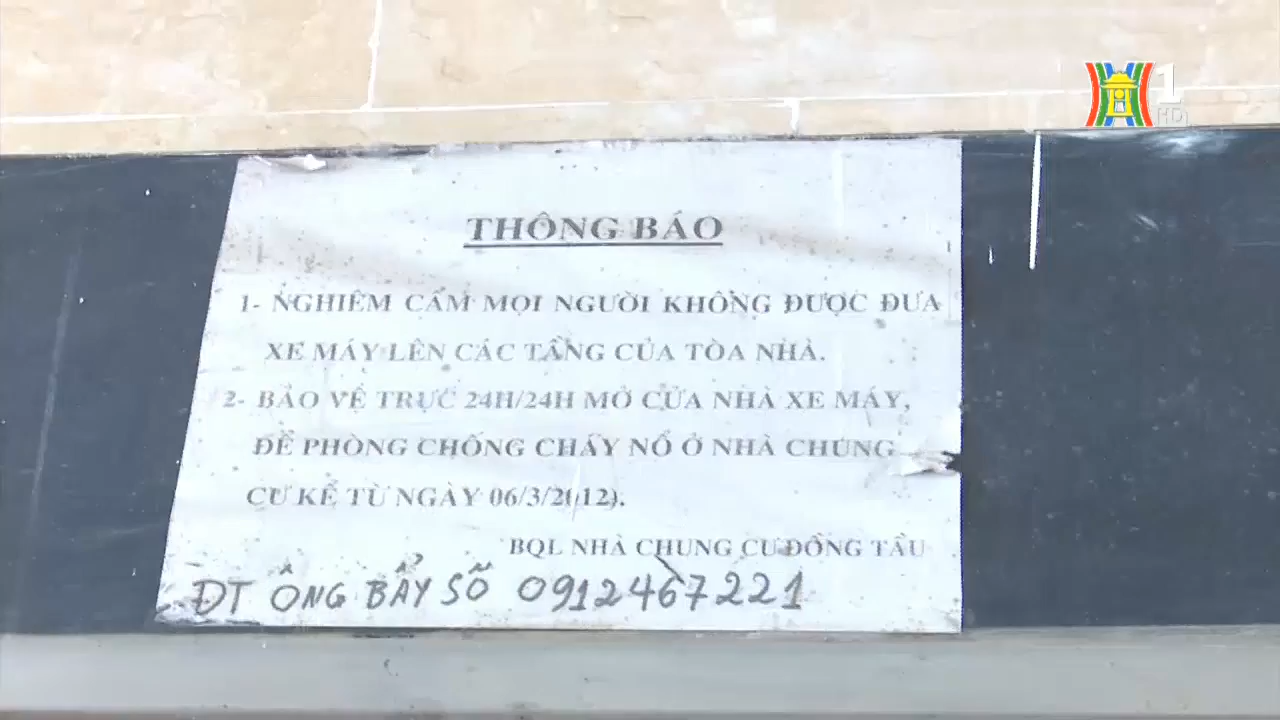 1
HD
THÔNG BÁO
1- NGHIÊM CẤM MỌI NGƯỜI KHÔNG ĐƯỢC ĐƯA
XE MÁY LÊN CÁC TẦNG CỦA TÒA NHÀ.
2- BẢO VỆ TRỰC 24H/24H MỞ CỬA NHÀ XE MÁY,
ĐỀ PHÒNG CHỐNG CHÁY NỔ Ở NHÀ CHUNG
CƯ KỂ TỪ NGÀY 06/3/2012).
BQL NHÀ CHUNG CƯ ĐỒNG TẦU
ĐT ÔNG BẨY SỐ 0912467221